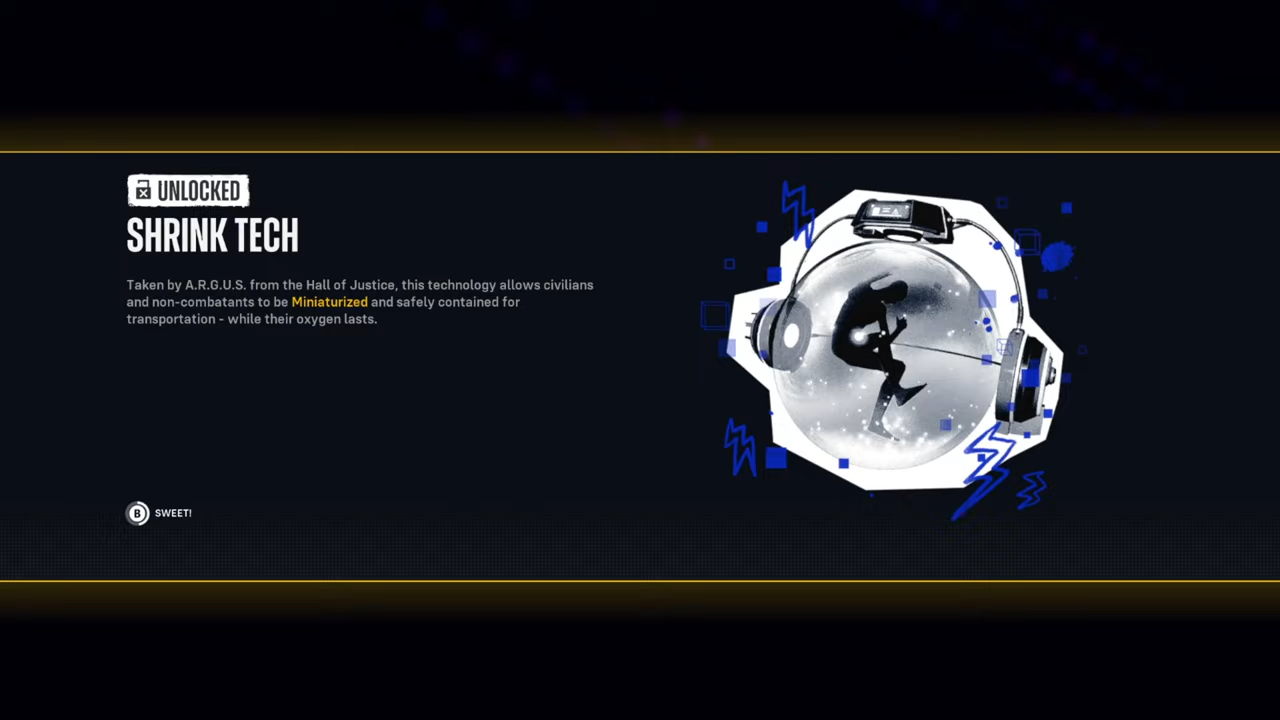 UNLOCKED
SHRINK TECH
Taken by A.R.G.U.S. from the Hall of Justice, this technology allows civilians
and non-combatants to be Miniaturized and safely contained for
transportation - while their oxygen lasts.
B SWEET!